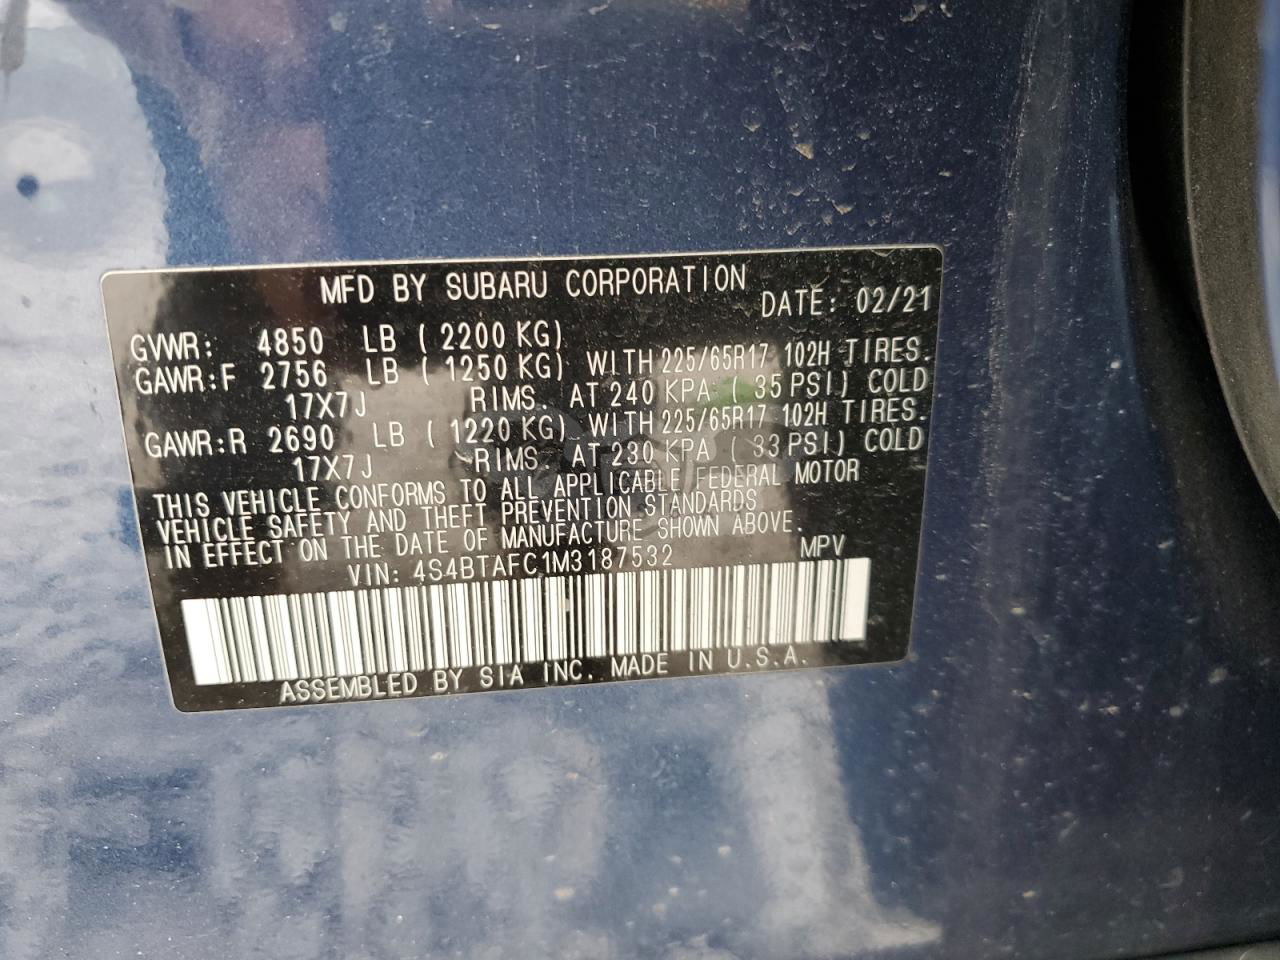 MFD BY SUBARU CORPORATION
DATE: 02/21
GVWR: 4850 LB ( 2200 KG)
GAWR:F 2756 LB ( 1250 KG) WITH 225/65R17 102H TIRES.
17X7J RIMS. AT 240 KPA ( 35 PSI) COLD
GAWR:R 2690 LB ( 1220 KG) WITH 225/65R17 102H TIRES.
17X7J RIMS. AT 230 KPA ( 33 PSI) COLD
THIS VEHICLE CONFORMS TO ALL APPLICABLE FEDERAL MOTOR
VEHICLE SAFETY AND THEFT PREVENTION STANDARDS
IN EFFECT ON THE DATE OF MANUFACTURE SHOWN ABOVE.
VIN: 4S4BTAFC1M3187532 MPV
ASSEMBLED BY SIA INC. MADE IN U.S.A.